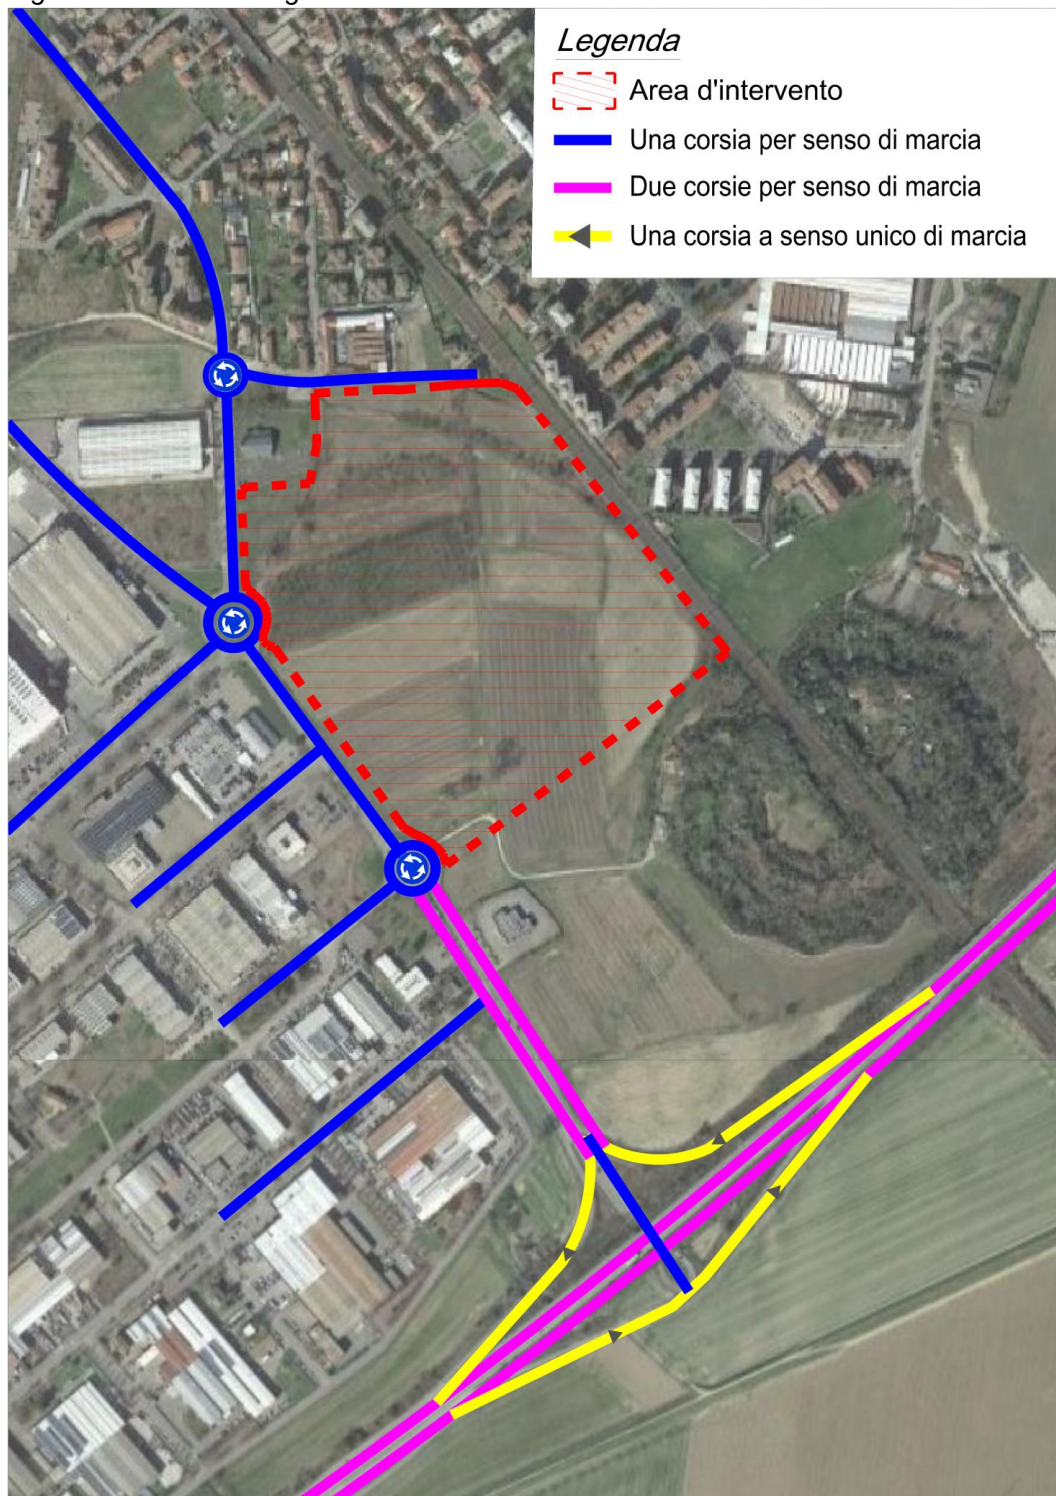 Legenda
Area d'intervento
Una corsia per senso di marcia
Due corsie per senso di marcia
Una corsia a senso unico di marcia